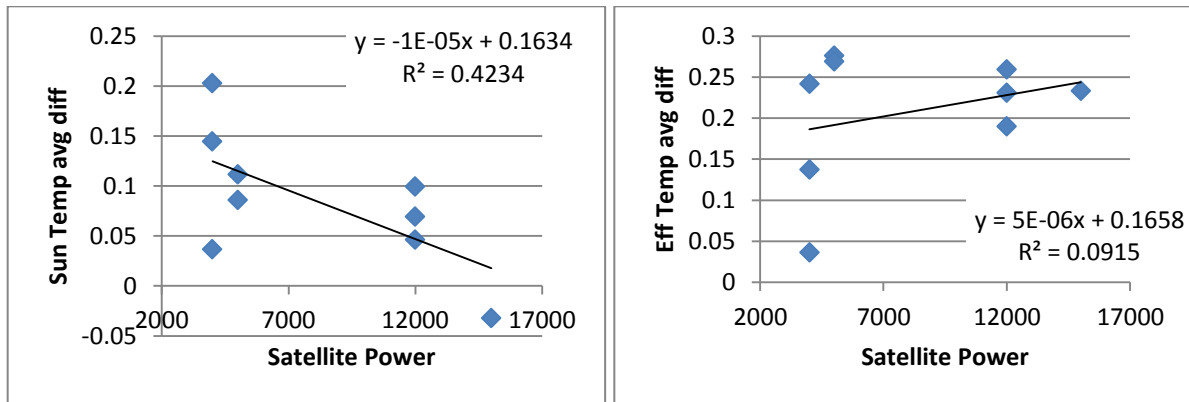 0.25
0.2
0.15
0.1
0.05
0
-0.05
2000
7000
12000
17000
Sun Temp avg diff
Satellite Power
y = -1E-05x + 0.1634
R² = 0.4234
0.3
0.25
0.2
0.15
0.1
0.05
0
2000
7000
12000
17000
Eff Temp avg diff
Satellite Power
y = 5E-06x + 0.1658
R² = 0.0915